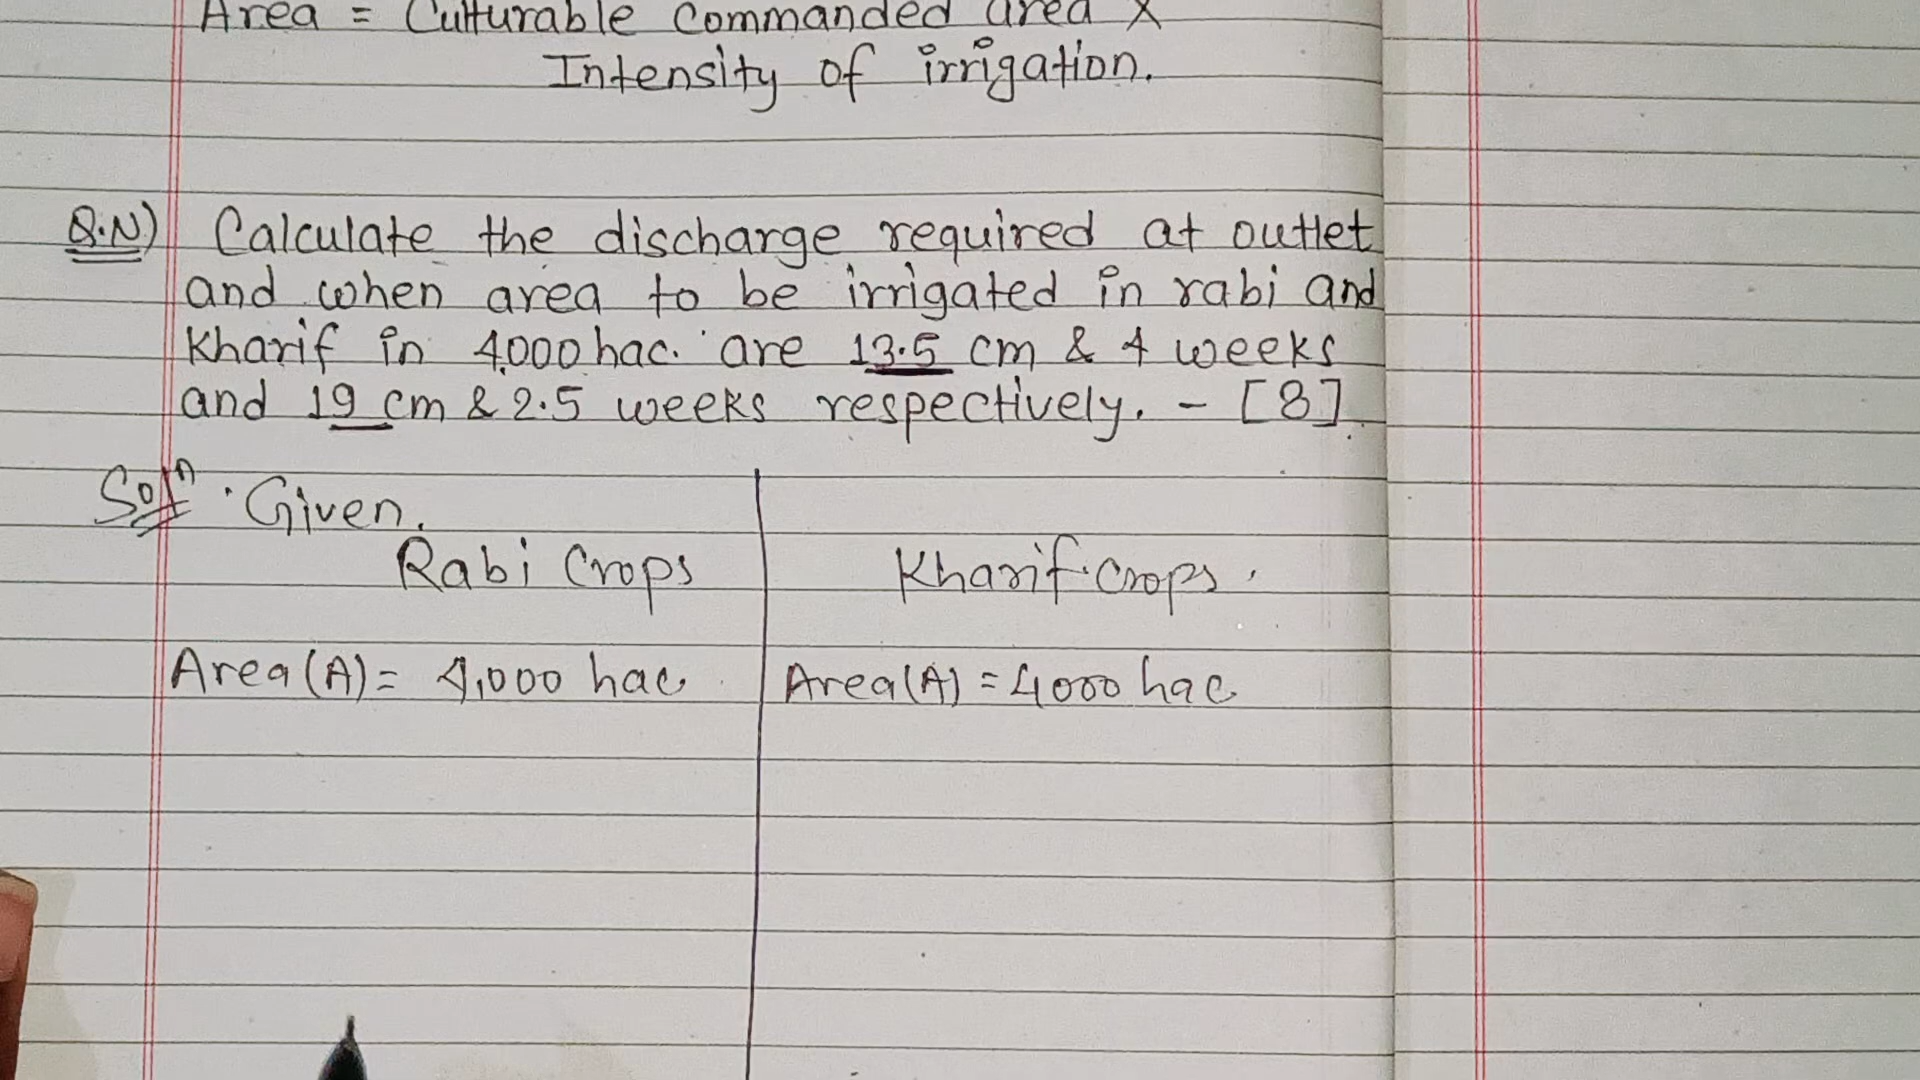 Area = Culturable Commanded area X
Intensity of irrigation.
Q.N) Calculate the discharge required at outlet
and when area to be irrigated in rabi and
Kharif in 4,000 hac. are 13.5 cm & 4 weeks
and 19 cm & 2.5 weeks respectively. - [8]
Solⁿ. Given.
Rabi Crops
Kharif Crops.
Area (A) = 4,000 hac
Area (A) = 4000 hac